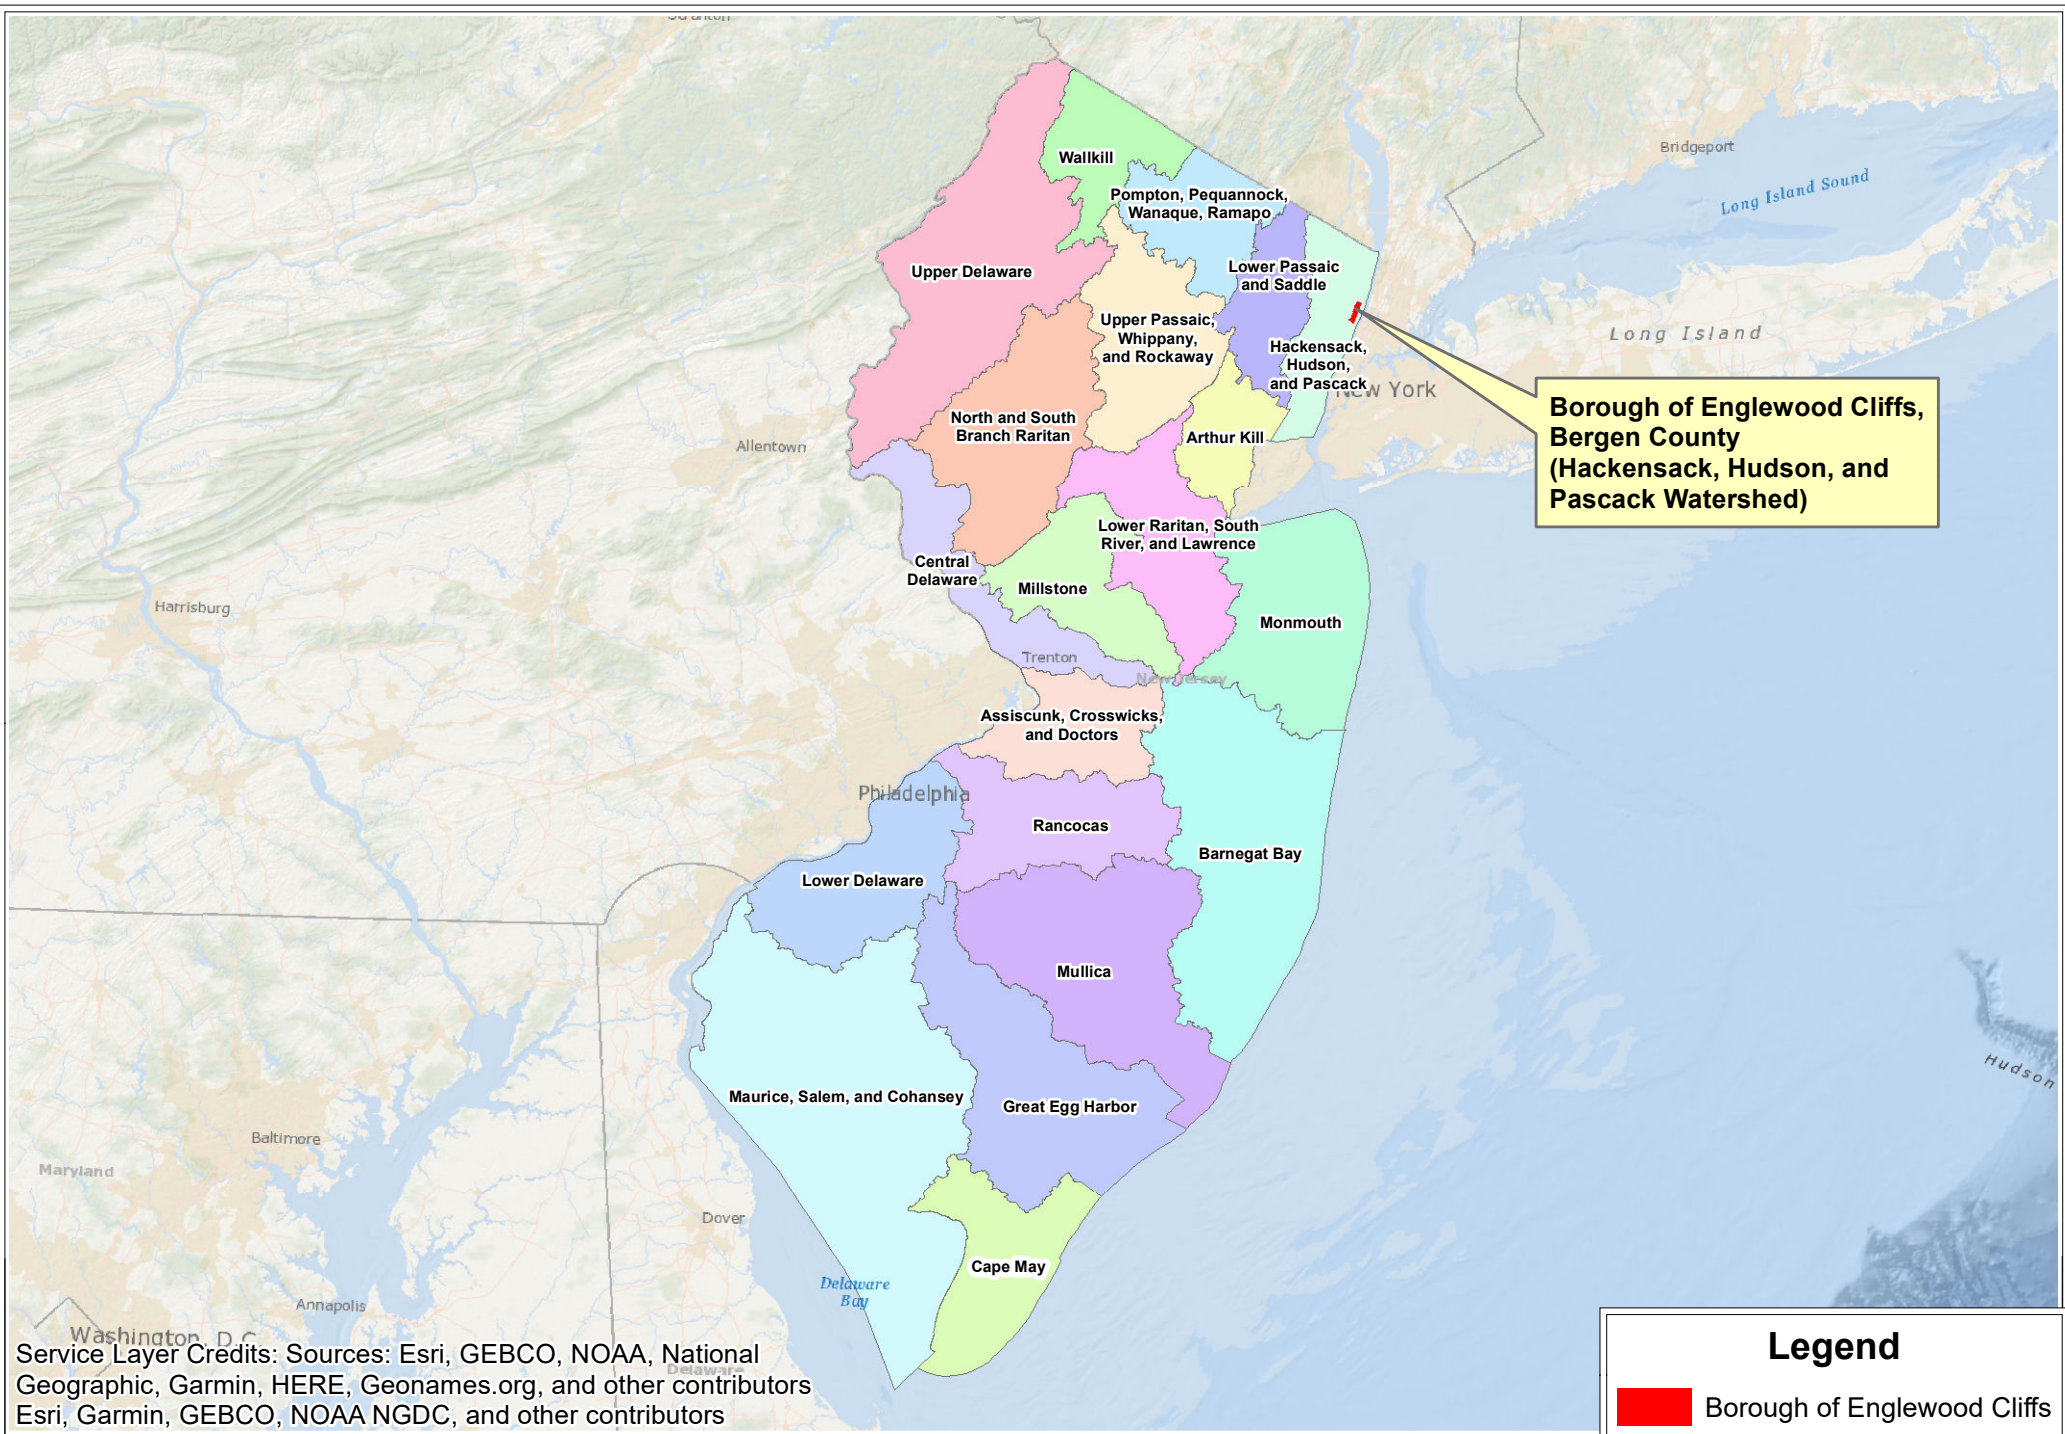 Wallkill
Bridgeport
Long Island Sound
Pompton, Pequannock,
Wanaque, Ramapo
Upper Delaware
Lower Passaic
and Saddle
Upper Passaic,
Whippany,
and Rockaway
Long Island
Hackensack,
Hudson,
and Pascack
New York
Borough of Englewood Cliffs,
Bergen County
(Hackensack, Hudson, and
Pascack Watershed)
North and South
Branch Raritan
Allentown
Arthur Kill
Lower Raritan, South
River, and Lawrence
Central
Delaware
Millstone
Harrisburg
Monmouth
Trenton
New Jersey
Assiscunk, Crosswicks,
and Doctors
Philadelphia
Rancocas
Barnegat Bay
Lower Delaware
Mullica
Hudson
Maurice, Salem, and Cohansey
Great Egg Harbor
Baltimore
Maryland
Dover
Cape May
Delaware
Bay
Annapolis
Washington, D.C.
Delaware
Service Layer Credits: Sources: Esri, GEBCO, NOAA, National
Geographic, Garmin, HERE, Geonames.org, and other contributors
Esri, Garmin, GEBCO, NOAA NGDC, and other contributors
Legend
Borough of Englewood Cliffs